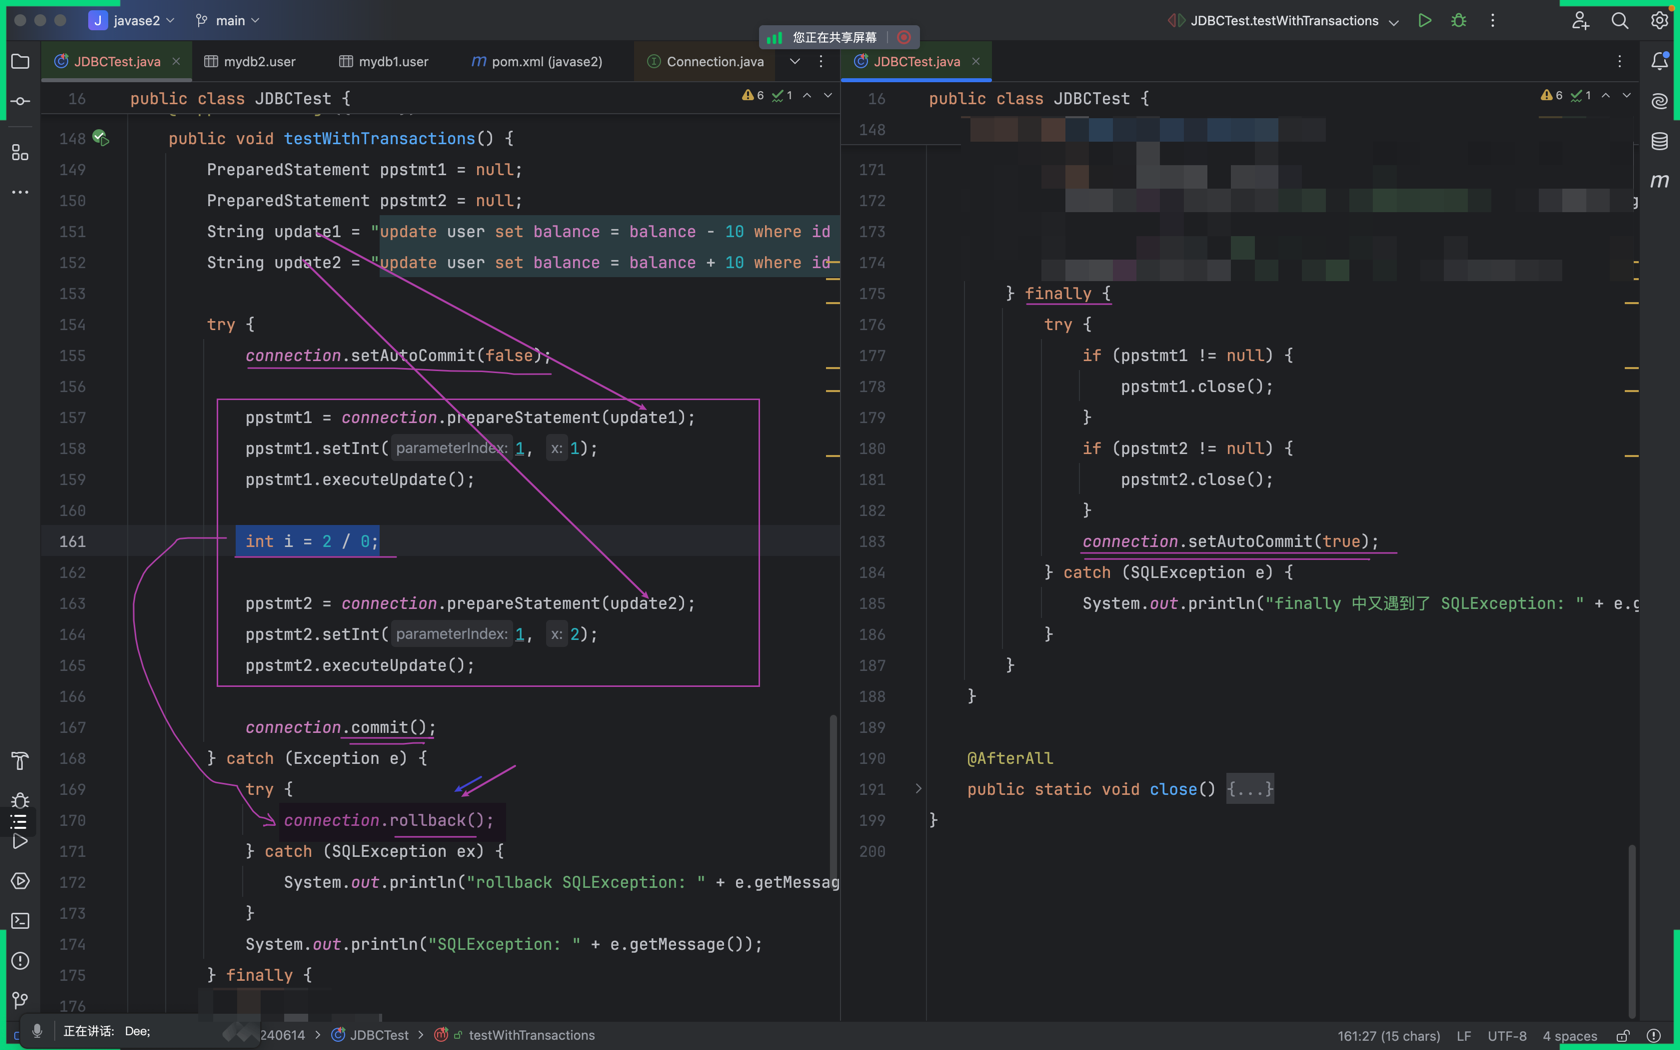 J javase2 main JDBCTest.testWithTransactions
您正在共享屏幕
JDBCTest.java mydb2.user mydb1.user m pom.xml (javase2) Connection.java
16 public class JDBCTest { 6 1
148 public void testWithTransactions() {
149 PreparedStatement ppstmt1 = null;
150 PreparedStatement ppstmt2 = null;
151 String update1 = "update user set balance = balance - 10 where id
152 String update2 = "update user set balance = balance + 10 where id
153
154 try {
155 connection.setAutoCommit(false);
156
157 ppstmt1 = connection.prepareStatement(update1);
158 ppstmt1.setInt( parameterIndex: 1, x: 1);
159 ppstmt1.executeUpdate();
160
161 int i = 2 / 0;
162
163 ppstmt2 = connection.prepareStatement(update2);
164 ppstmt2.setInt( parameterIndex: 1, x: 2);
165 ppstmt2.executeUpdate();
166
167 connection.commit();
168 } catch (Exception e) {
169 try {
170 connection.rollback();
171 } catch (SQLException ex) {
172 System.out.println("rollback SQLException: " + e.getMessag
173 }
174 System.out.println("SQLException: " + e.getMessage());
175 } finally {
176
JDBCTest.java
16 public class JDBCTest { 6 1
148
171
172
173
174
175 } finally {
176 try {
177 if (ppstmt1 != null) {
178 ppstmt1.close();
179 }
180 if (ppstmt2 != null) {
181 ppstmt2.close();
182 }
183 connection.setAutoCommit(true);
184 } catch (SQLException e) {
185 System.out.println("finally 中又遇到了 SQLException: " + e.g
186 }
187 }
188 }
189
190 @AfterAll
191 public static void close() {...}
199 }
200
m
正在讲话: Dee;
240614 > JDBCTest > testWithTransactions
161:27 (15 chars) LF UTF-8 4 spaces